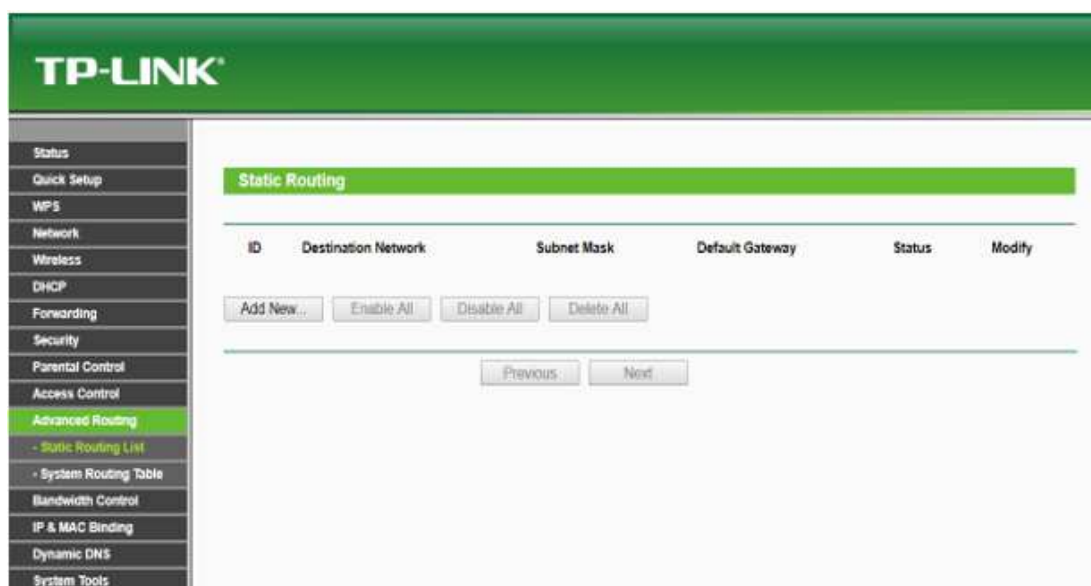 TP-LINK
Status
Quick Setup
WPS
Network
Wireless
DHCP
Forwarding
Security
Parental Control
Access Control
Advanced Routing
- Static Routing List
- System Routing Table
Bandwidth Control
IP & MAC Binding
Dynamic DNS
System Tools
Static Routing
ID Destination Network Subnet Mask Default Gateway Status Modify
Add New... Enable All Disable All Delete All
Previous Next